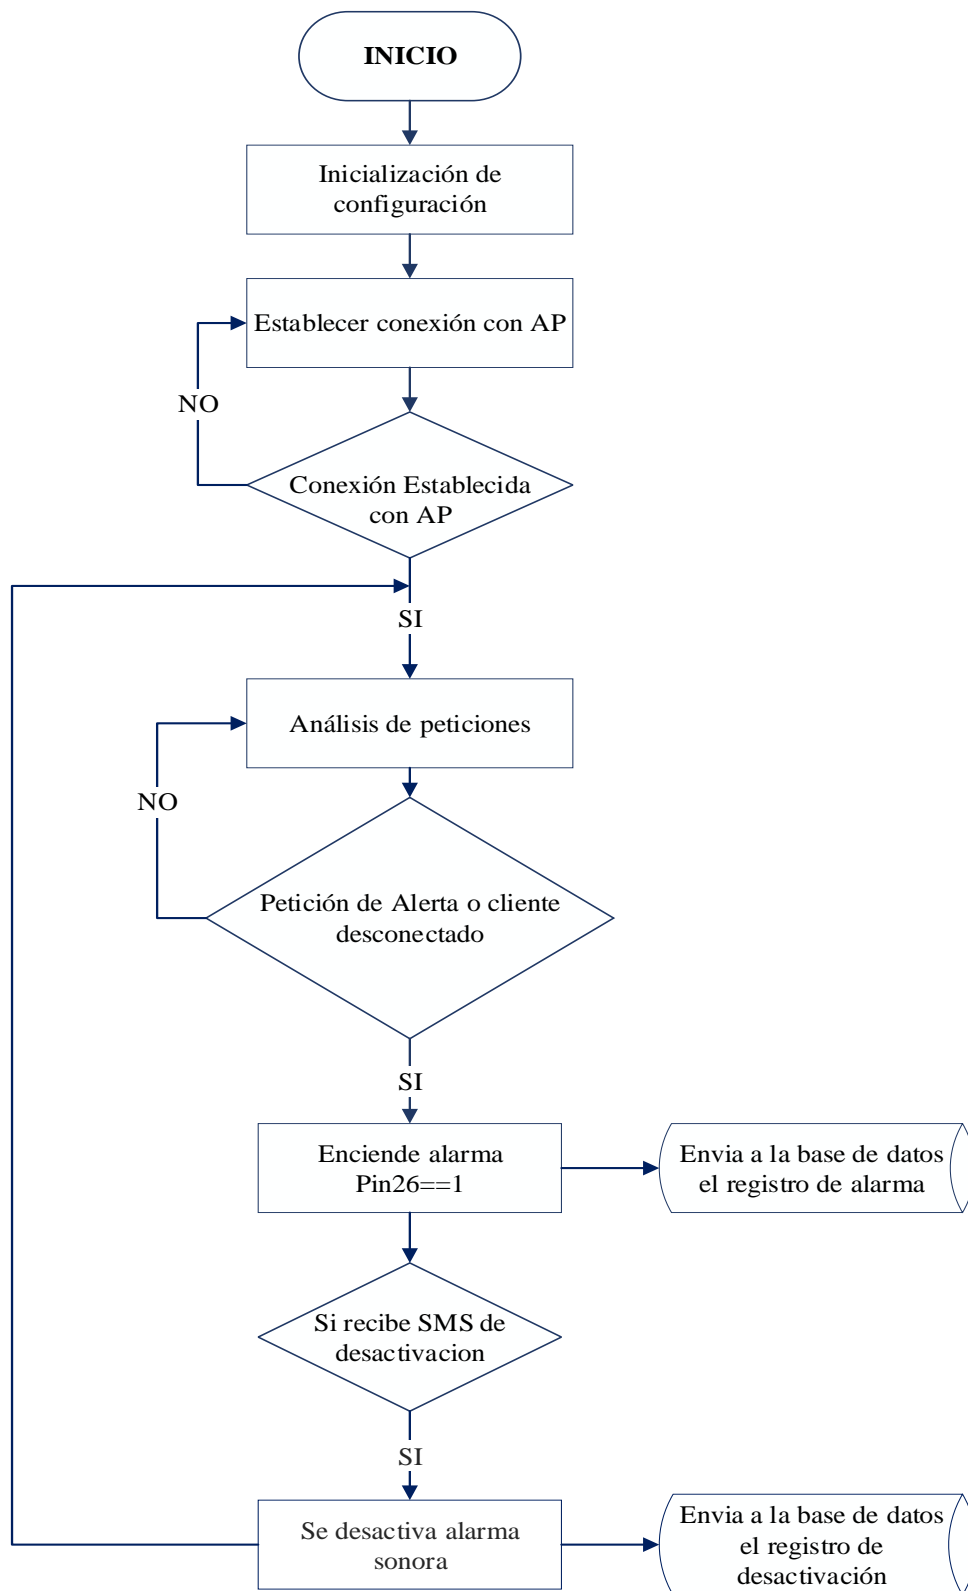 INICIO
Inicialización de
configuración
Establecer conexión con AP
NO
Conexión Establecida
con AP
SI
Análisis de peticiones
NO
Petición de Alerta o cliente
desconectado
SI
Enciende alarma
Pin26==1
Envia a la base de datos
el registro de alarma
Si recibe SMS de
desactivacion
SI
Se desactiva alarma
sonora
Envia a la base de datos
el registro de
desactivación